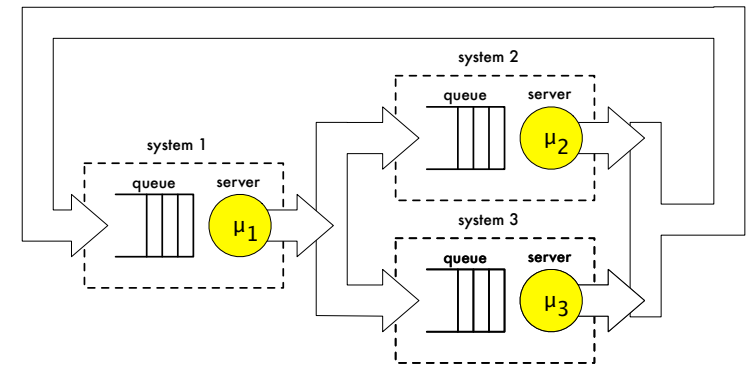 system 1
queue
server
μ1
system 2
queue
server
μ2
system 3
queue
server
μ3